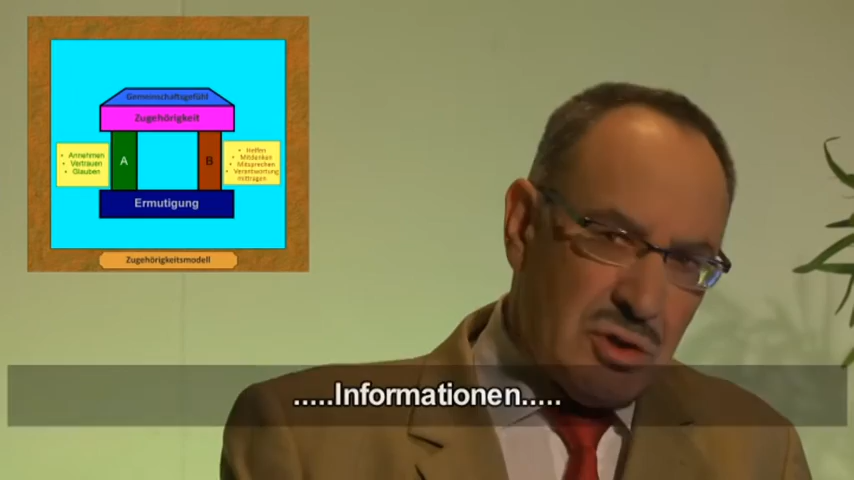 Gemeinschaftsgefühl
Zugehörigkeit
• Annehmen
• Vertrauen
• Glauben
A
B
• Helfen
• Mitdenken
• Mitsprechen
• Verantwortung
mittragen
Ermutigung
Zugehörigkeitsmodell
.....Informationen.....